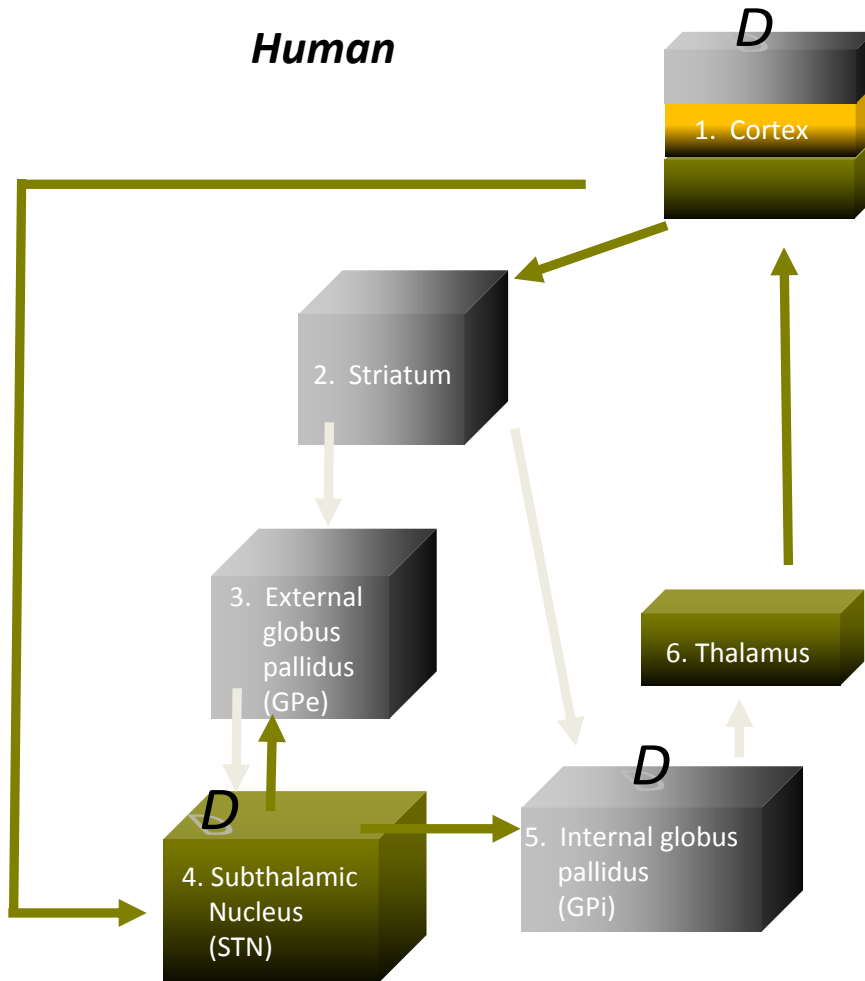 Human
D
1. Cortex
2. Striatum
3. External
globus
pallidus
(GPe)
6. Thalamus
D
D
4. Subthalamic
Nucleus
(STN)
5. Internal globus
pallidus
(GPi)